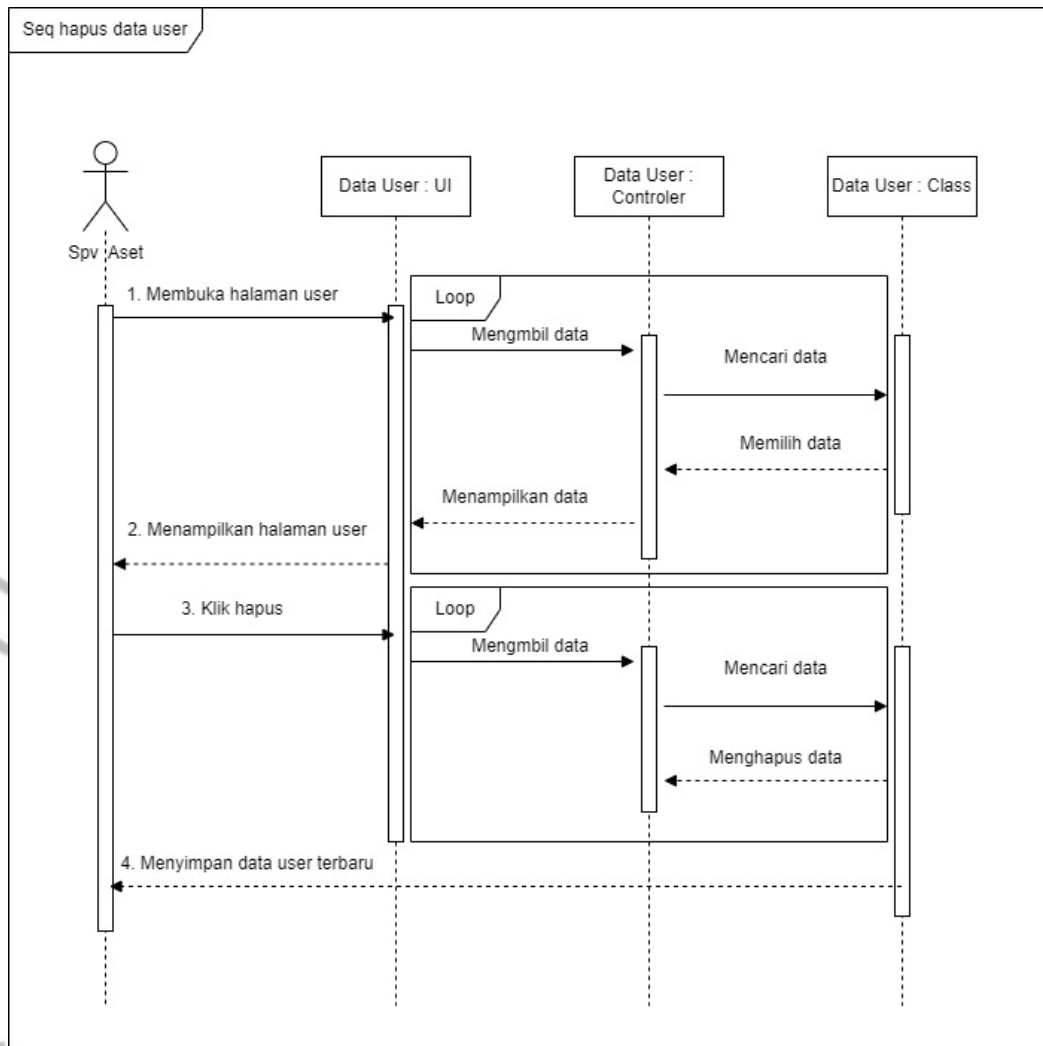 Seq hapus data user
Spv Aset
Data User : UI
Data User :
Controler
Data User : Class
1. Membuka halaman user
Loop
Mengmbil data
Mencari data
Memilih data
Menampilkan data
2. Menampilkan halaman user
3. Klik hapus
Loop
Mengmbil data
Mencari data
Menghapus data
4. Menyimpan data user terbaru